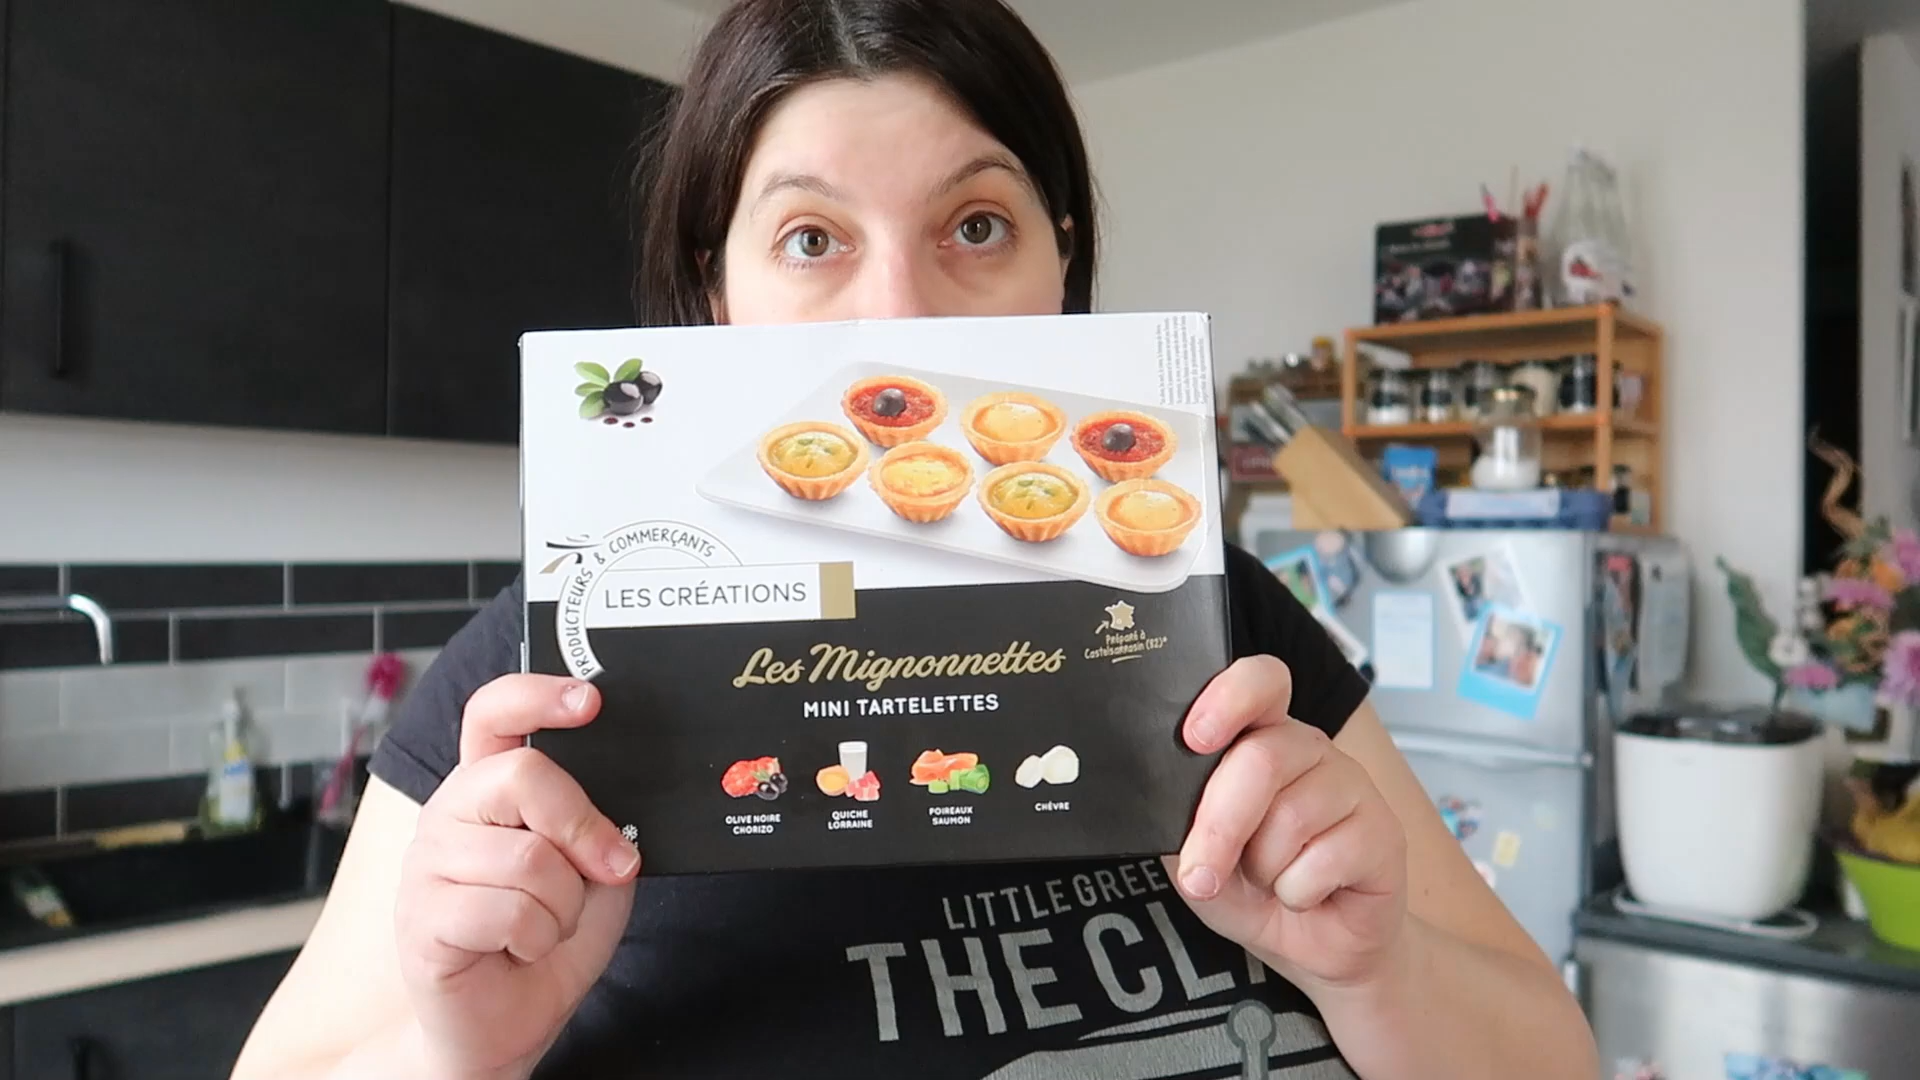 PRODUCTEURS & COMMERÇANTS
LES CRÉATIONS
Les Mignonnettes
MINI TARTELETTES
Préparé à
Castelsarrasin (82)*
OLIVE NOIRE
CHORIZO
QUICHE
LORRAINE
POIREAUX
SAUMON
CHÈVRE
LITTLE GREE
THE CL